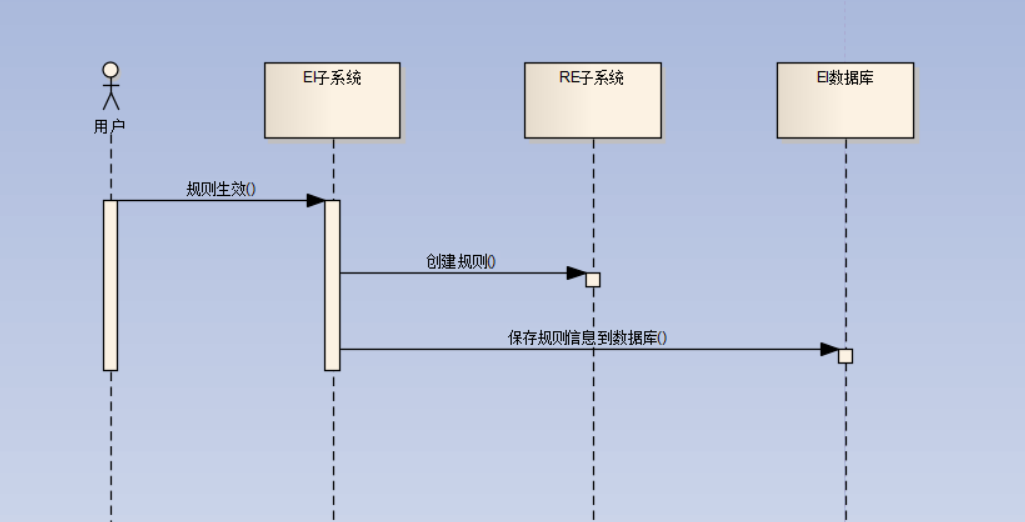 用户
EI子系统
RE子系统
EI数据库
规则生效()
创建规则()
保存规则信息到数据库()